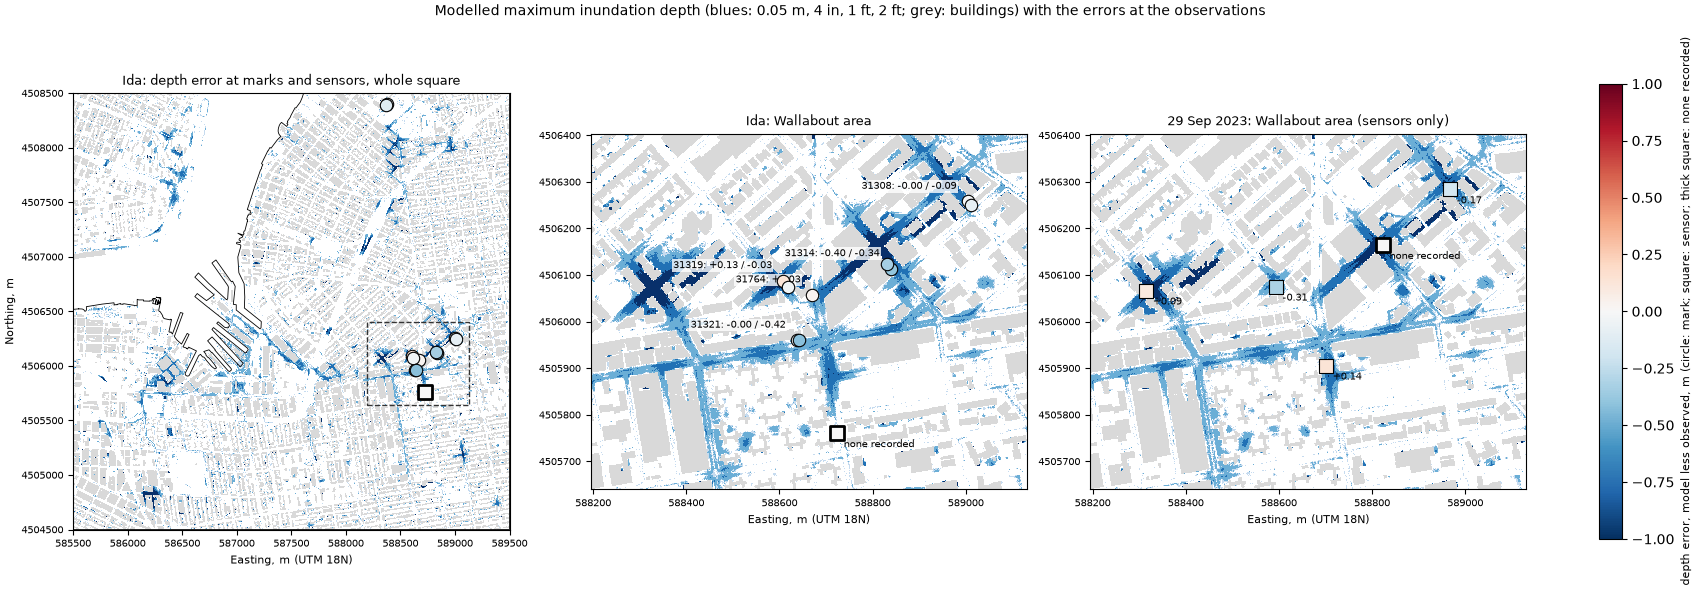 Modelled maximum inundation depth (blues: 0.05 m, 4 in, 1 ft, 2 ft; grey: buildings) with the errors at the observations
Ida: depth error at marks and sensors, whole square
4508500
4508000
4507500
4507000
4506500
4506000
4505500
4505000
4504500
Northing, m
585500 586000 586500 587000 587500 588000 588500 589000 589500
Easting, m (UTM 18N)
Ida: Wallabout area
4506400
4506300
4506200
4506100
4506000
4505900
4505800
4505700
31308: -0.00 / -0.09
31314: -0.40 / -0.34
31319: +0.13 / -0.03
31764:
31321: -0.00 / -0.42
none recorded
588200 588400 588600 588800 589000
Easting, m (UTM 18N)
29 Sep 2023: Wallabout area (sensors only)
4506400
4506300
4506200
4506100
4506000
4505900
4505800
4505700
-0.17
none recorded
+0.09
-0.31
+0.14
588200 588400 588600 588800 589000
Easting, m (UTM 18N)
1.00
0.75
0.50
0.25
0.00
−0.25
−0.50
−0.75
−1.00
depth error, model less observed, m (circle: mark; square: sensor; thick square: none recorded)